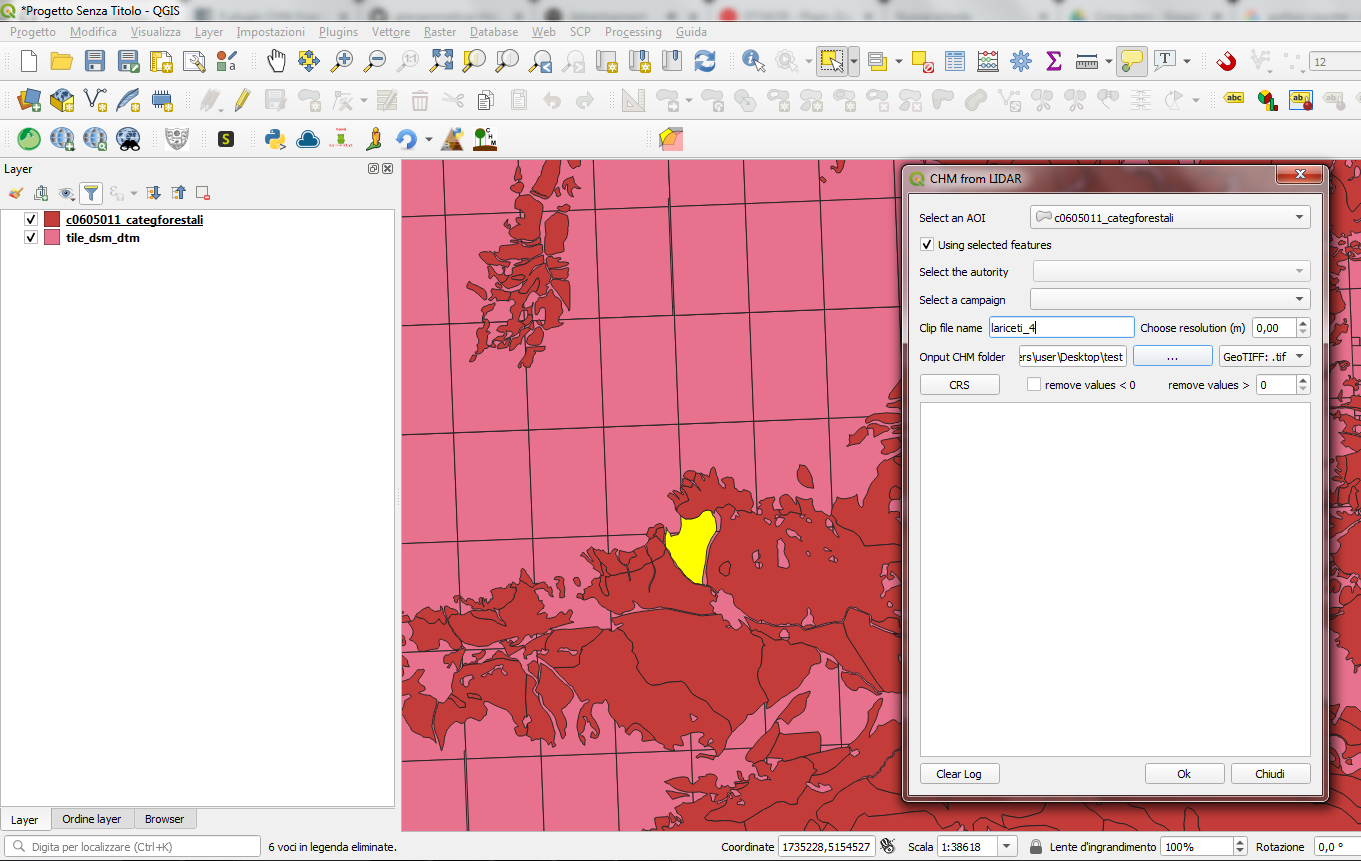 *Progetto Senza Titolo - QGIS
Progetto Modifica Visualizza Layer Impostazioni Plugins Vettore Raster Database Web SCP Processing Guida
12
abc
Layer
c0605011_categforestali
tile_dsm_dtm
CHM from LIDAR
Select an AOI c0605011_categforestali
Using selected features
Select the autority
Select a campaign
Clip file name lariceti_4 Choose resolution (m) 0,00
Onput CHM folder ers\user\Desktop\test ... GeoTIFF: .tif
CRS remove values < 0 remove values > 0
Clear Log Ok Chiudi
Layer Ordine layer Browser
Digita per localizzare (Ctrl+K) 6 voci in legenda eliminate. Coordinate 1735228,5154527 Scala 1:38618 Lente d'ingrandimento 100% Rotazione 0,0 °